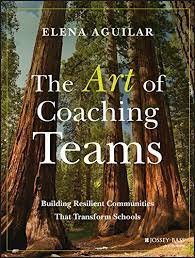 ELENA AGUILAR
The Art of
Coaching
Teams
Building Resilient Communities
That Transform Schools
JOSSEY-BASS